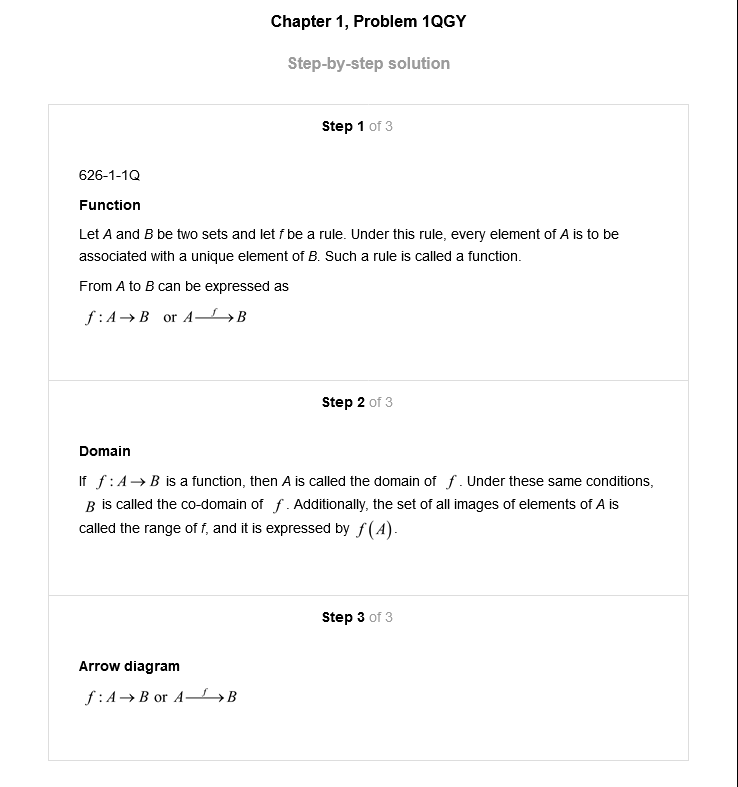 Chapter 1, Problem 1QGY
Step-by-step solution
Step 1 of 3
626-1-1Q
Function
Let A and B be two sets and let f be a rule. Under this rule, every element of A is to be
associated with a unique element of B. Such a rule is called a function.
From A to B can be expressed as
f : A → B or A —f→ B
Step 2 of 3
Domain
If f : A → B is a function, then A is called the domain of f . Under these same conditions,
B is called the co-domain of f . Additionally, the set of all images of elements of A is
called the range of f, and it is expressed by f(A).
Step 3 of 3
Arrow diagram
f : A → B or A —f→ B